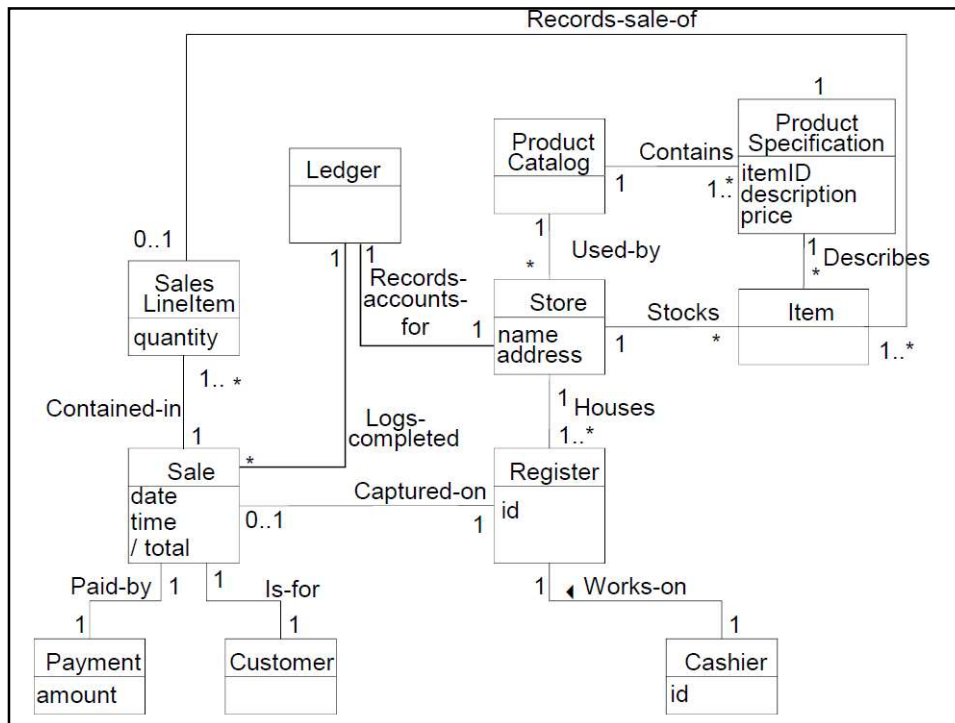 Records-sale-of
1
Product
Specification
itemID
description
price
Product
Catalog
Contains
1
1..*
Ledger
0..1
1
1
1
Used-by
*
1
*
Describes
Sales
LineItem
quantity
Records-
accounts-
for
1
Store
name
address
Stocks
1
*
Item
1..*
1.. *
Contained-in
1
Logs-
completed
*
1
Houses
1..*
Sale
date
time
/ total
Captured-on
0..1
1
Register
id
Paid-by
1
1
Is-for
1
Works-on
1
1
1
Payment
amount
Customer
Cashier
id